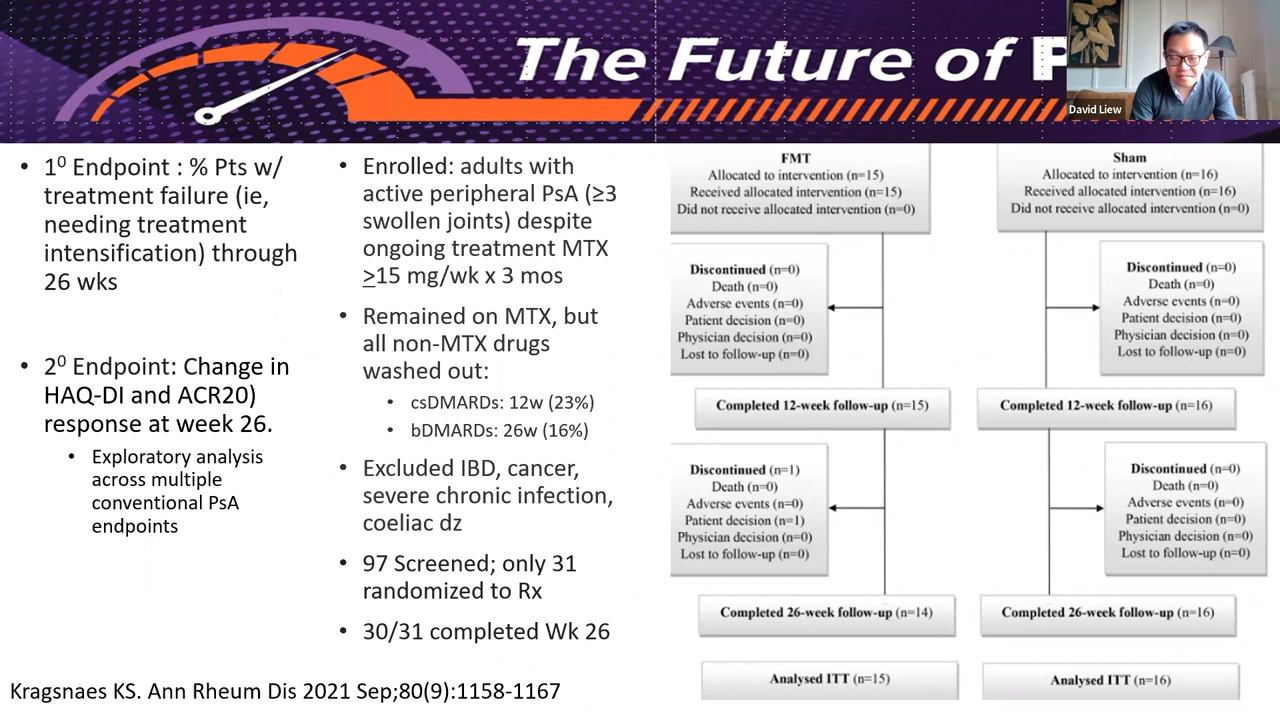 The Future of P
David Liew
• 1⁰ Endpoint : % Pts w/
treatment failure (ie,
needing treatment
intensification) through
26 wks
• 2⁰ Endpoint: Change in
HAQ-DI and ACR20)
response at week 26.
• Exploratory analysis
across multiple
conventional PsA
endpoints
• Enrolled: adults with
active peripheral PsA (≥3
swollen joints) despite
ongoing treatment MTX
>15 mg/wk x 3 mos
• Remained on MTX, but
all non-MTX drugs
washed out:
• csDMARDs: 12w (23%)
• bDMARDs: 26w (16%)
• Excluded IBD, cancer,
severe chronic infection,
coeliac dz
• 97 Screened; only 31
randomized to Rx
• 30/31 completed Wk 26
FMT
Allocated to intervention (n=15)
Received allocated intervention (n=15)
Did not receive allocated intervention (n=0)
Discontinued (n=0)
Death (n=0)
Adverse events (n=0)
Patient decision (n=0)
Physician decision (n=0)
Lost to follow-up (n=0)
Completed 12-week follow-up (n=15)
Discontinued (n=1)
Death (n=0)
Adverse events (n=0)
Patient decision (n=1)
Physician decision (n=0)
Lost to follow-up (n=0)
Completed 26-week follow-up (n=14)
Analysed ITT (n=15)
Sham
Allocated to intervention (n=16)
Received allocated intervention (n=16)
Did not receive allocated intervention (n=0)
Discontinued (n=0)
Death (n=0)
Adverse events (n=0)
Patient decision (n=0)
Physician decision (n=0)
Lost to follow-up (n=0)
Completed 12-week follow-up (n=16)
Discontinued (n=0)
Death (n=0)
Adverse events (n=0)
Patient decision (n=0)
Physician decision (n=0)
Lost to follow-up (n=0)
Completed 26-week follow-up (n=16)
Analysed ITT (n=16)
Kragsnaes KS. Ann Rheum Dis 2021 Sep;80(9):1158-1167